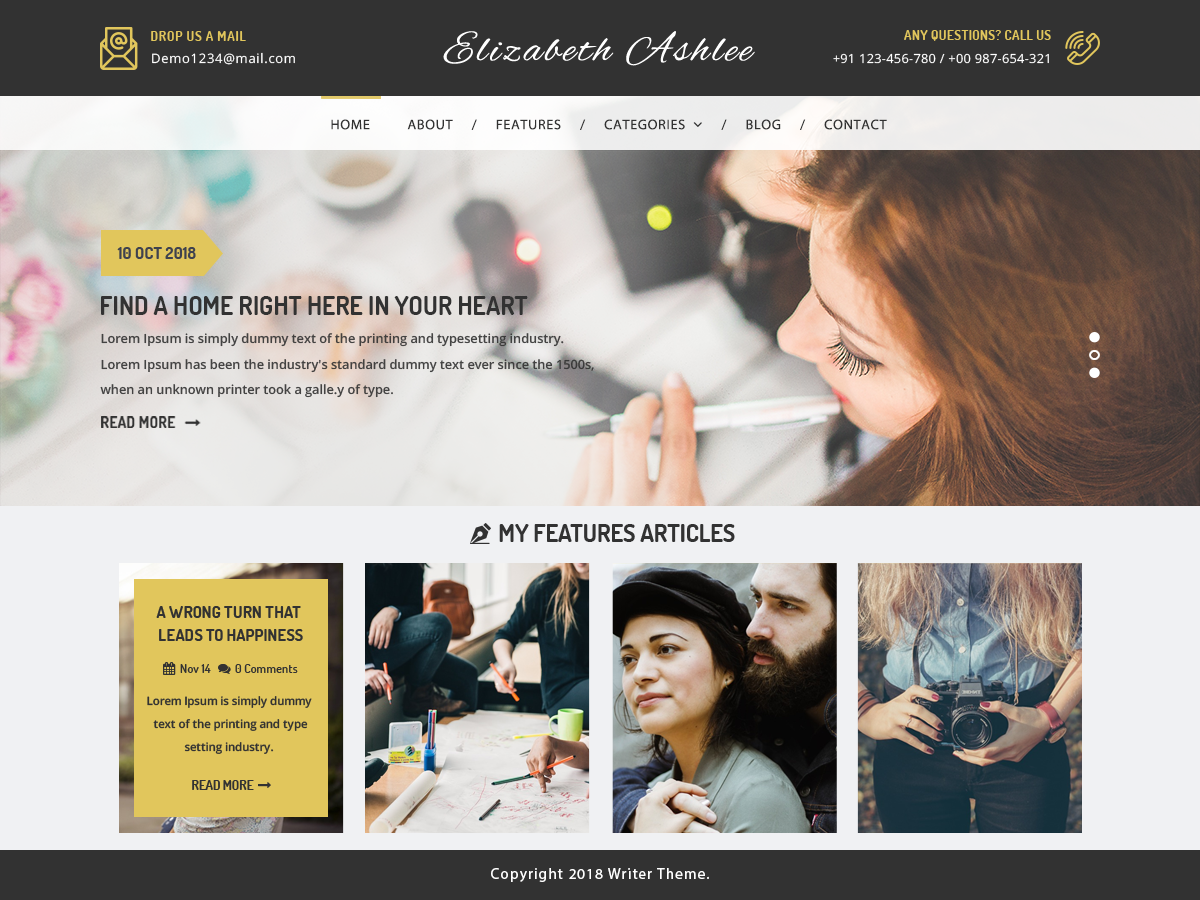 DROP US A MAIL
Demo1234@mail.com
Elizabeth Ashlee
ANY QUESTIONS? CALL US
+91 123-456-780 / +00 987-654-321
HOME ABOUT / FEATURES / CATEGORIES / BLOG / CONTACT
10 OCT 2018
FIND A HOME RIGHT HERE IN YOUR HEART
Lorem Ipsum is simply dummy text of the printing and typesetting industry.
Lorem Ipsum has been the industry's standard dummy text ever since the 1500s,
when an unknown printer took a galle.y of type.
READ MORE
MY FEATURES ARTICLES
A WRONG TURN THAT
LEADS TO HAPPINESS
Nov 14 0 Comments
Lorem Ipsum is simply dummy
text of the printing and type
setting industry.
READ MORE
Copyright 2018 Writer Theme.